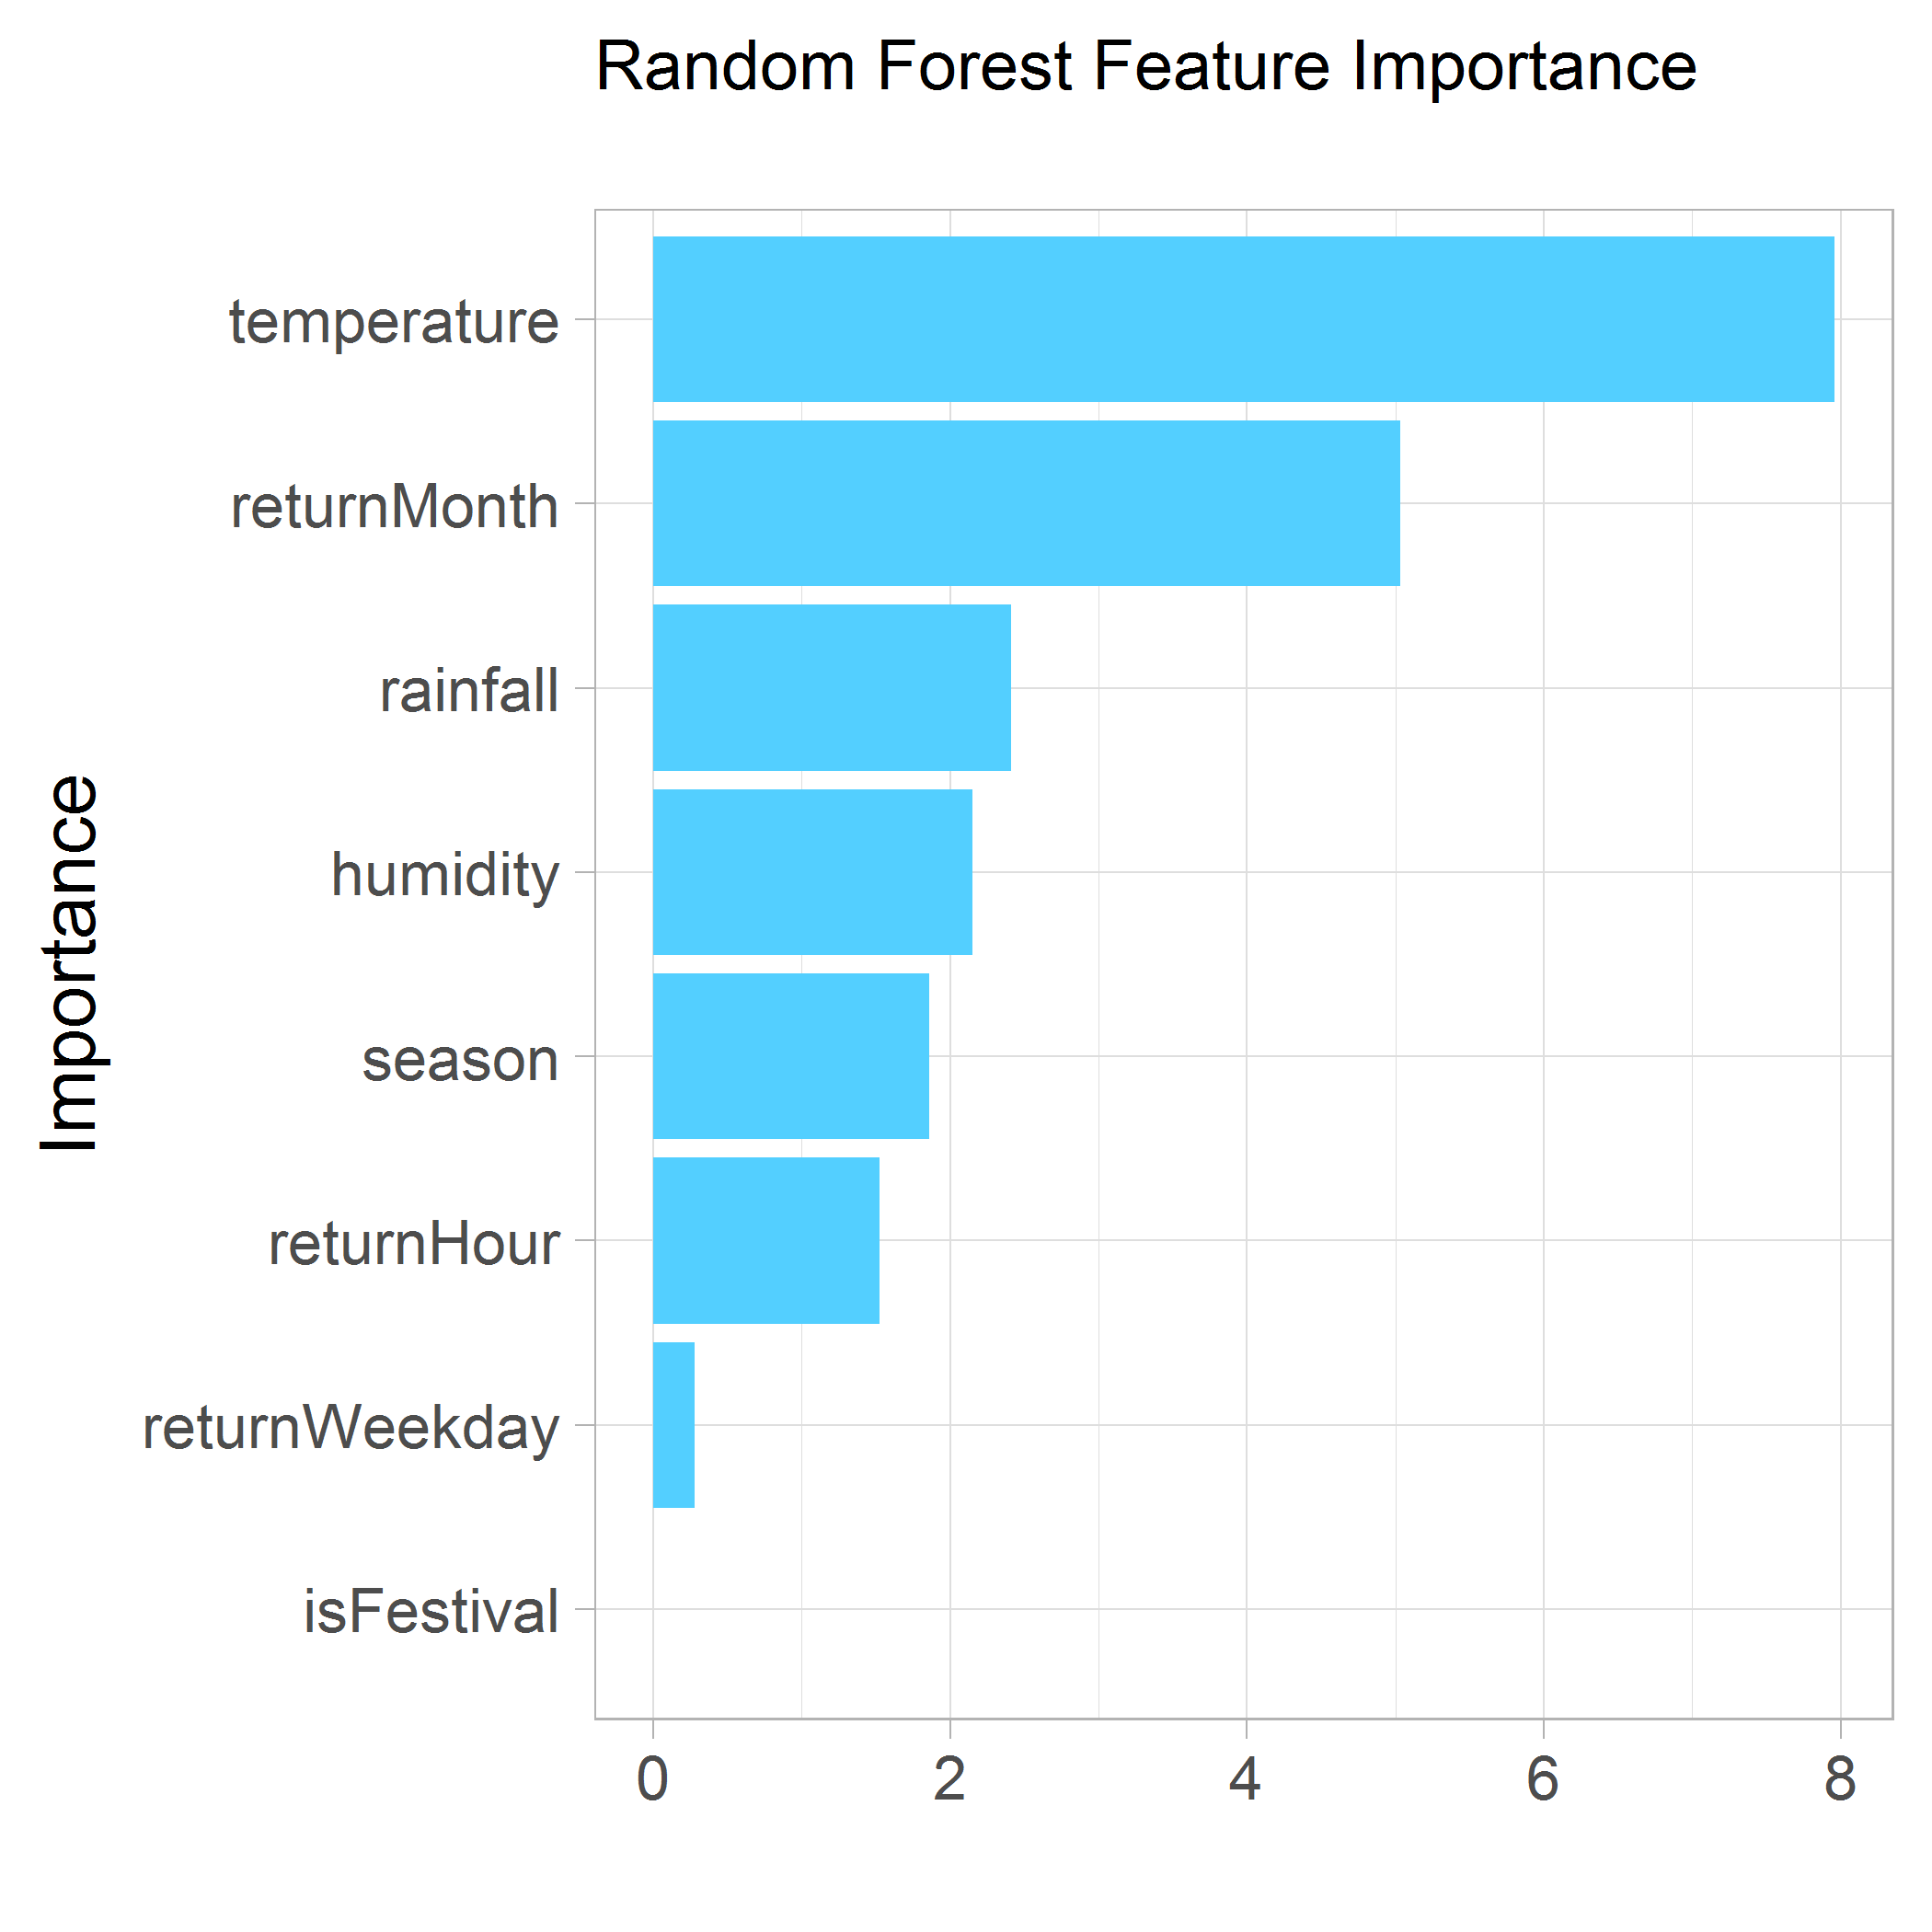 Random Forest Feature Importance
Importance
temperature
returnMonth
rainfall
humidity
season
returnHour
returnWeekday
isFestival
0 2 4 6 8